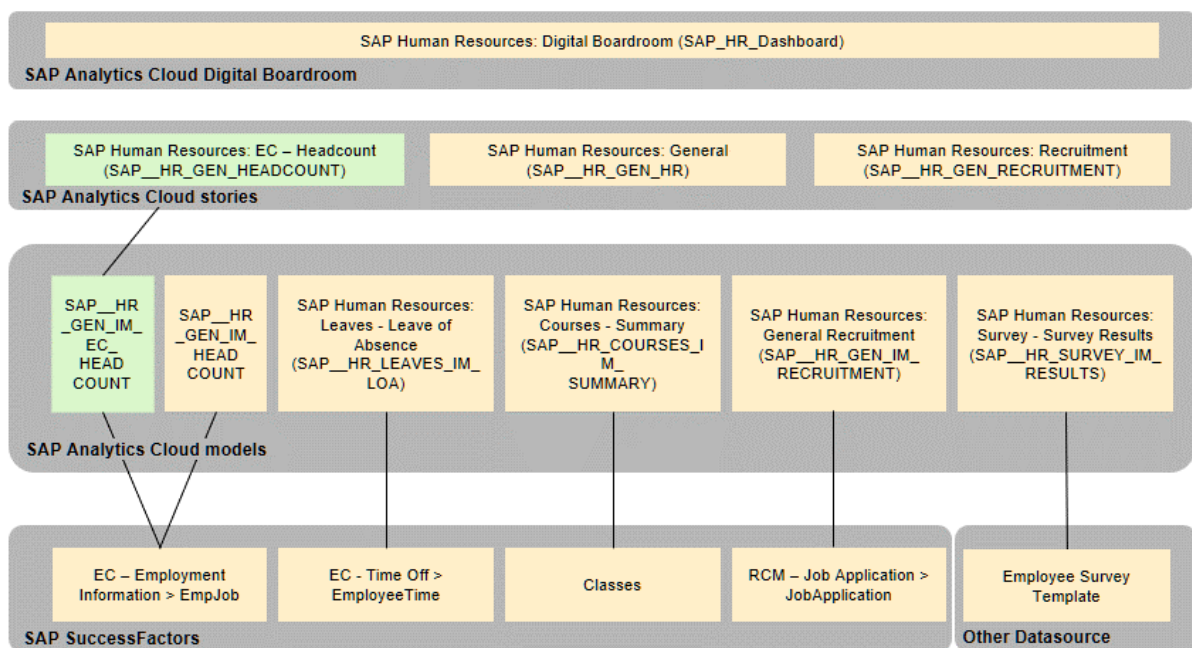 SAP Human Resources: Digital Boardroom (SAP_HR_Dashboard)
SAP Analytics Cloud Digital Boardroom
SAP Human Resources: EC – Headcount
(SAP__HR_GEN_HEADCOUNT)
SAP Human Resources: General
(SAP__HR_GEN_HR)
SAP Human Resources: Recruitment
(SAP__HR_GEN_RECRUITMENT)
SAP Analytics Cloud stories
SAP__HR
_GEN_IM_
EC_
HEAD
COUNT
SAP__HR
_GEN_IM_
HEAD
COUNT
SAP Human Resources:
Leaves - Leave of
Absence
(SAP__HR_LEAVES_IM_
LOA)
SAP Human Resources:
Courses - Summary
(SAP__HR_COURSES_I
M_
SUMMARY)
SAP Human Resources:
General Recruitment
(SAP__HR_GEN_IM_
RECRUITMENT)
SAP Human Resources:
Survey - Survey Results
(SAP__HR_SURVEY_IM_
RESULTS)
SAP Analytics Cloud models
EC – Employment
Information > EmpJob
EC - Time Off >
EmployeeTime
Classes
RCM – Job Application >
JobApplication
Employee Survey
Template
SAP SuccessFactors
Other Datasource